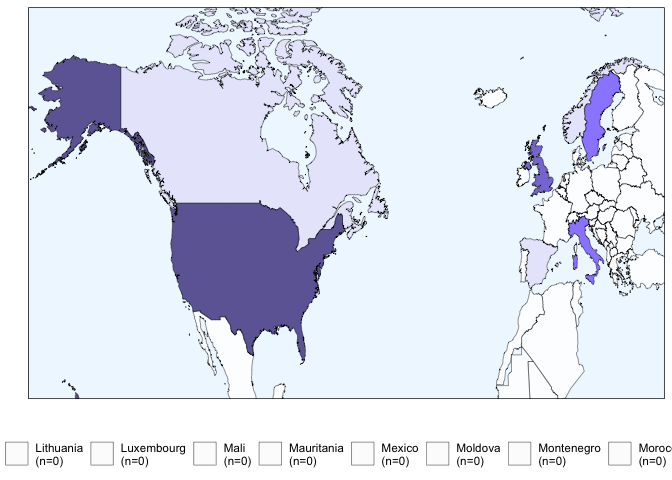 Lithuania
(n=0)
Luxembourg
(n=0)
Mali
(n=0)
Mauritania
(n=0)
Mexico
(n=0)
Moldova
(n=0)
Montenegro
(n=0)
Moroc
(n=0)